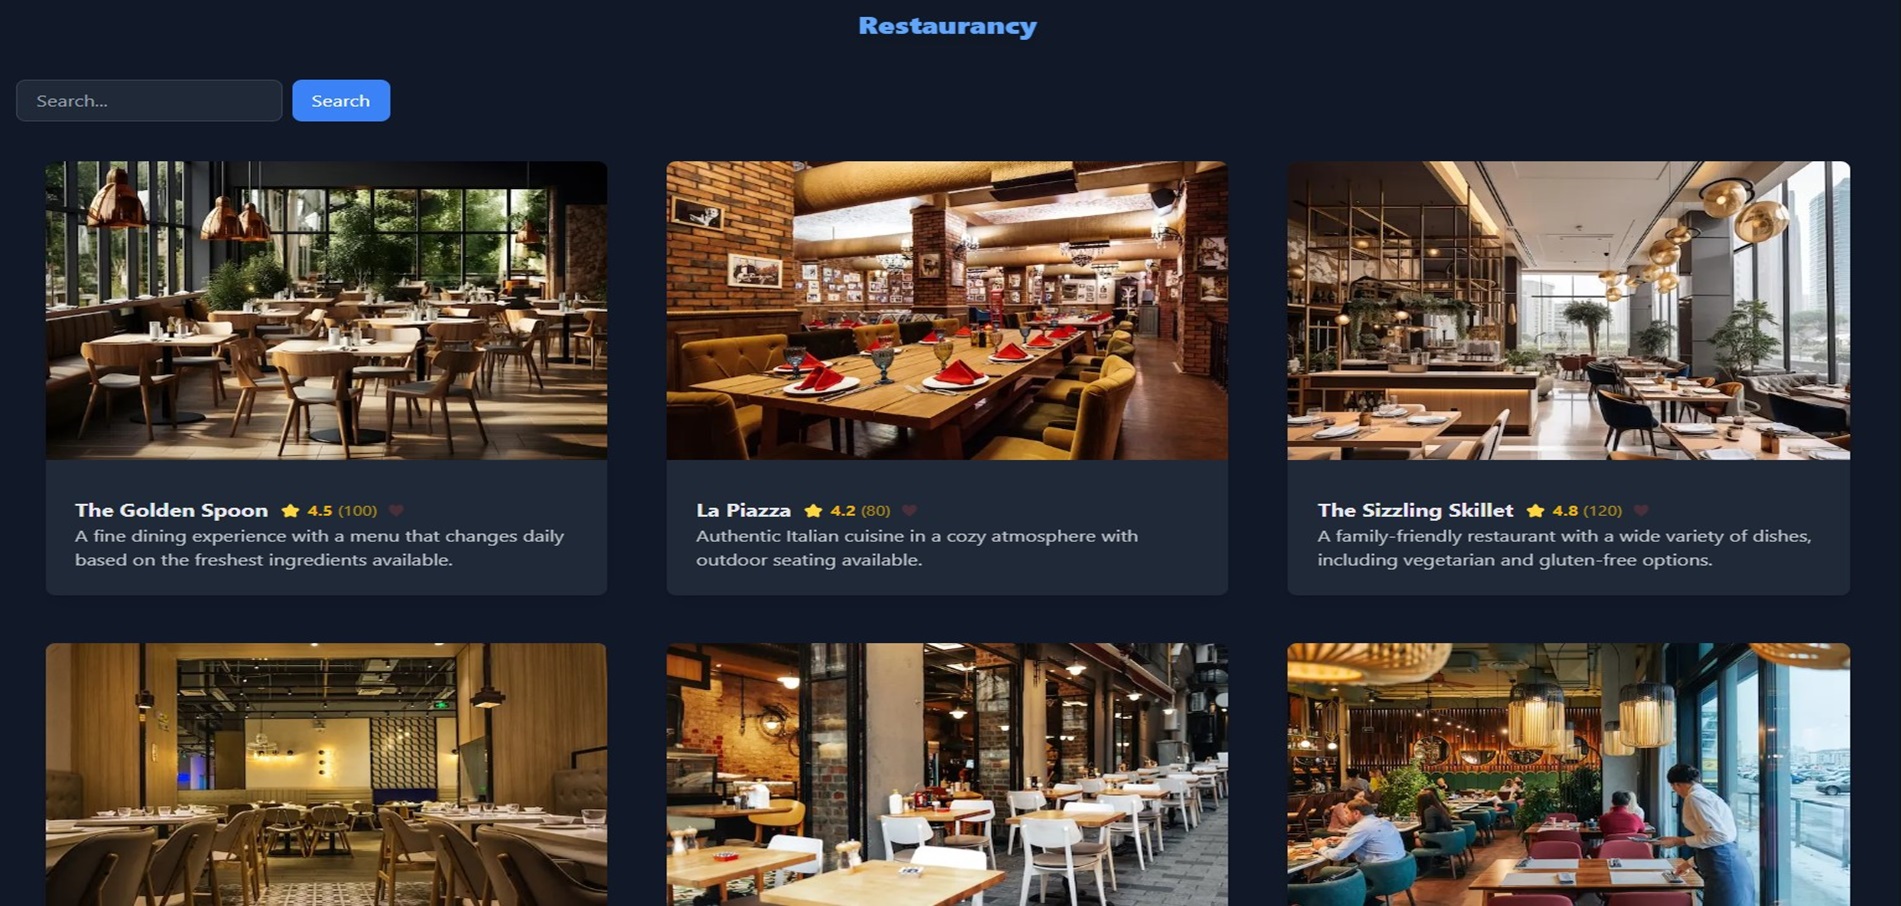 Restaurancy
Search...
Search
The Golden Spoon 4.5 (100)
A fine dining experience with a menu that changes daily
based on the freshest ingredients available.
La Piazza 4.2 (80)
Authentic Italian cuisine in a cozy atmosphere with
outdoor seating available.
The Sizzling Skillet 4.8 (120)
A family-friendly restaurant with a wide variety of dishes,
including vegetarian and gluten-free options.